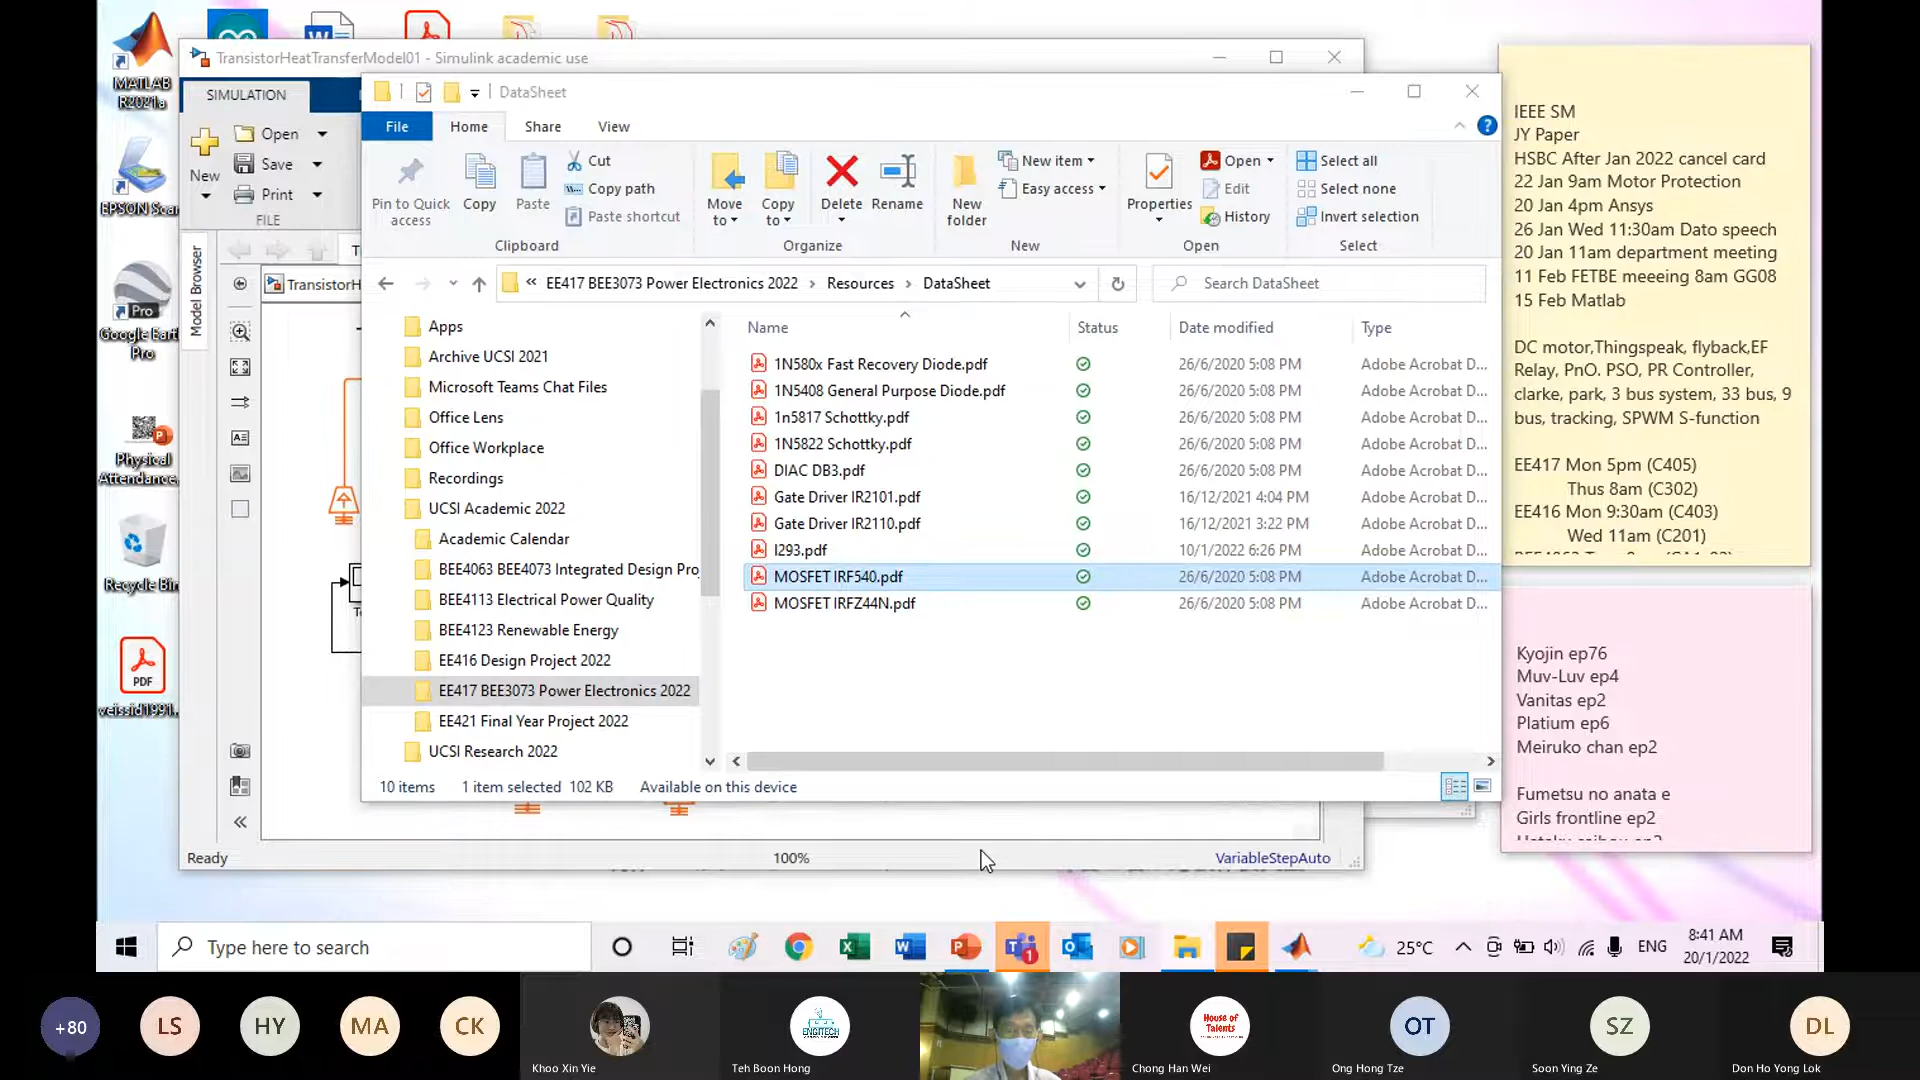 MATLAB
R2021a
EPSON Scan
Google Eart
Pro
Physical
Attendance.
Recycle Bin
PDF
veissid1991..
TransistorHeatTransferModel01 - Simulink academic use
SIMULATION
New
Open
Save
Print
FILE
Model Browser
TransistorH
DataSheet
File
Home
Share
View
Pin to Quick
access
Copy
Paste
Cut
Copy path
Paste shortcut
Clipboard
Move
to
Copy
to
Delete
Rename
Organize
New
folder
New item
Easy access
New
Properties
Open
Edit
History
Open
Select all
Select none
Invert selection
Select
« EE417 BEE3073 Power Electronics 2022 › Resources › DataSheet
Search DataSheet
Apps
Archive UCSI 2021
Microsoft Teams Chat Files
Office Lens
Office Workplace
Recordings
UCSI Academic 2022
Academic Calendar
BEE4063 BEE4073 Integrated Design Pro
BEE4113 Electrical Power Quality
BEE4123 Renewable Energy
EE416 Design Project 2022
EE417 BEE3073 Power Electronics 2022
EE421 Final Year Project 2022
UCSI Research 2022
Name Status Date modified Type
1N580x Fast Recovery Diode.pdf 26/6/2020 5:08 PM Adobe Acrobat D...
1N5408 General Purpose Diode.pdf 26/6/2020 5:08 PM Adobe Acrobat D...
1n5817 Schottky.pdf 26/6/2020 5:08 PM Adobe Acrobat D...
1N5822 Schottky.pdf 26/6/2020 5:08 PM Adobe Acrobat D...
DIAC DB3.pdf 26/6/2020 5:08 PM Adobe Acrobat D...
Gate Driver IR2101.pdf 16/12/2021 4:04 PM Adobe Acrobat D...
Gate Driver IR2110.pdf 16/12/2021 3:22 PM Adobe Acrobat D...
l293.pdf 10/1/2022 6:26 PM Adobe Acrobat D...
MOSFET IRF540.pdf 26/6/2020 5:08 PM Adobe Acrobat D...
MOSFET IRFZ44N.pdf 26/6/2020 5:08 PM Adobe Acrobat D...
10 items 1 item selected 102 KB Available on this device
Ready
100%
VariableStepAuto
IEEE SM
JY Paper
HSBC After Jan 2022 cancel card
22 Jan 9am Motor Protection
20 Jan 4pm Ansys
26 Jan Wed 11:30am Dato speech
20 Jan 11am department meeting
11 Feb FETBE meeeing 8am GG08
15 Feb Matlab
DC motor,Thingspeak, flyback,EF
Relay, PnO. PSO, PR Controller,
clarke, park, 3 bus system, 33 bus, 9
bus, tracking, SPWM S-function
EE417 Mon 5pm (C405)
Thus 8am (C302)
EE416 Mon 9:30am (C403)
Wed 11am (C201)
Kyojin ep76
Muv-Luv ep4
Vanitas ep2
Platium ep6
Meiruko chan ep2
Fumetsu no anata e
Girls frontline ep2
Type here to search
1
25°C
ENG
8:41 AM
20/1/2022
+80
LS
HY
MA
CK
Khoo Xin Yie
ENGITECH
Teh Boon Hong
House of
Talents
Chong Han Wei
OT
Ong Hong Tze
SZ
Soon Ying Ze
DL
Don Ho Yong Lok